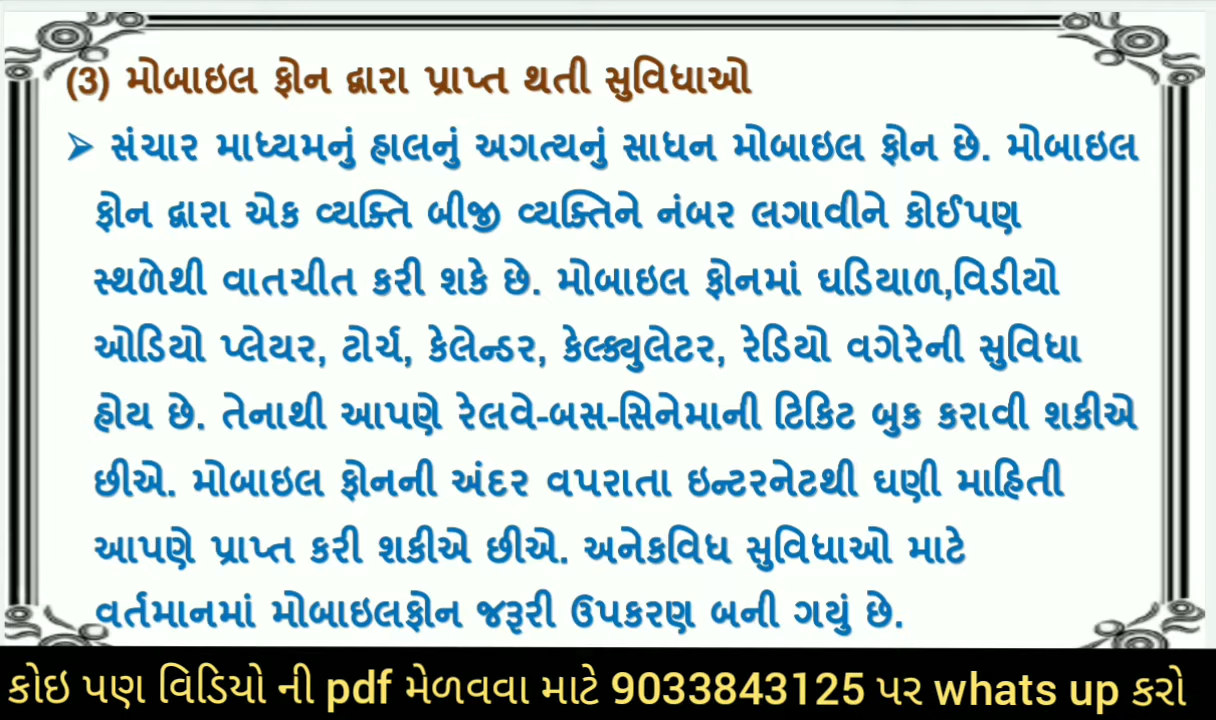 (3) મોબાઇલ ફોન દ્વારા પ્રાપ્ત થતી સુવિધાઓ
➢ સંચાર માધ્યમનું હાલનું અગત્યનું સાધન મોબાઇલ ફોન છે. મોબાઇલ
ફોન દ્વારા એક વ્યક્તિ બીજી વ્યક્તિને નંબર લગાવીને કોઈપણ
સ્થળેથી વાતચીત કરી શકે છે. મોબાઇલ ફોનમાં ઘડિયાળ,વિડીયો
ઓડિયો પ્લેયર, ટોર્ચ, કેલેન્ડર, કેલ્ક્યુલેટર, રેડિયો વગેરેની સુવિધા
હોય છે. તેનાથી આપણે રેલવે-બસ-સિનેમાની ટિકિટ બુક કરાવી શકીએ
છીએ. મોબાઇલ ફોનની અંદર વપરાતા ઇન્ટરનેટથી ઘણી માહિતી
આપણે પ્રાપ્ત કરી શકીએ છીએ. અનેકવિધ સુવિધાઓ માટે
વર્તમાનમાં મોબાઇલફોન જરૂરી ઉપકરણ બની ગયું છે.
કોઇ પણ વિડિયો ની pdf મેળવવા માટે 9033843125 પર whats up કરો